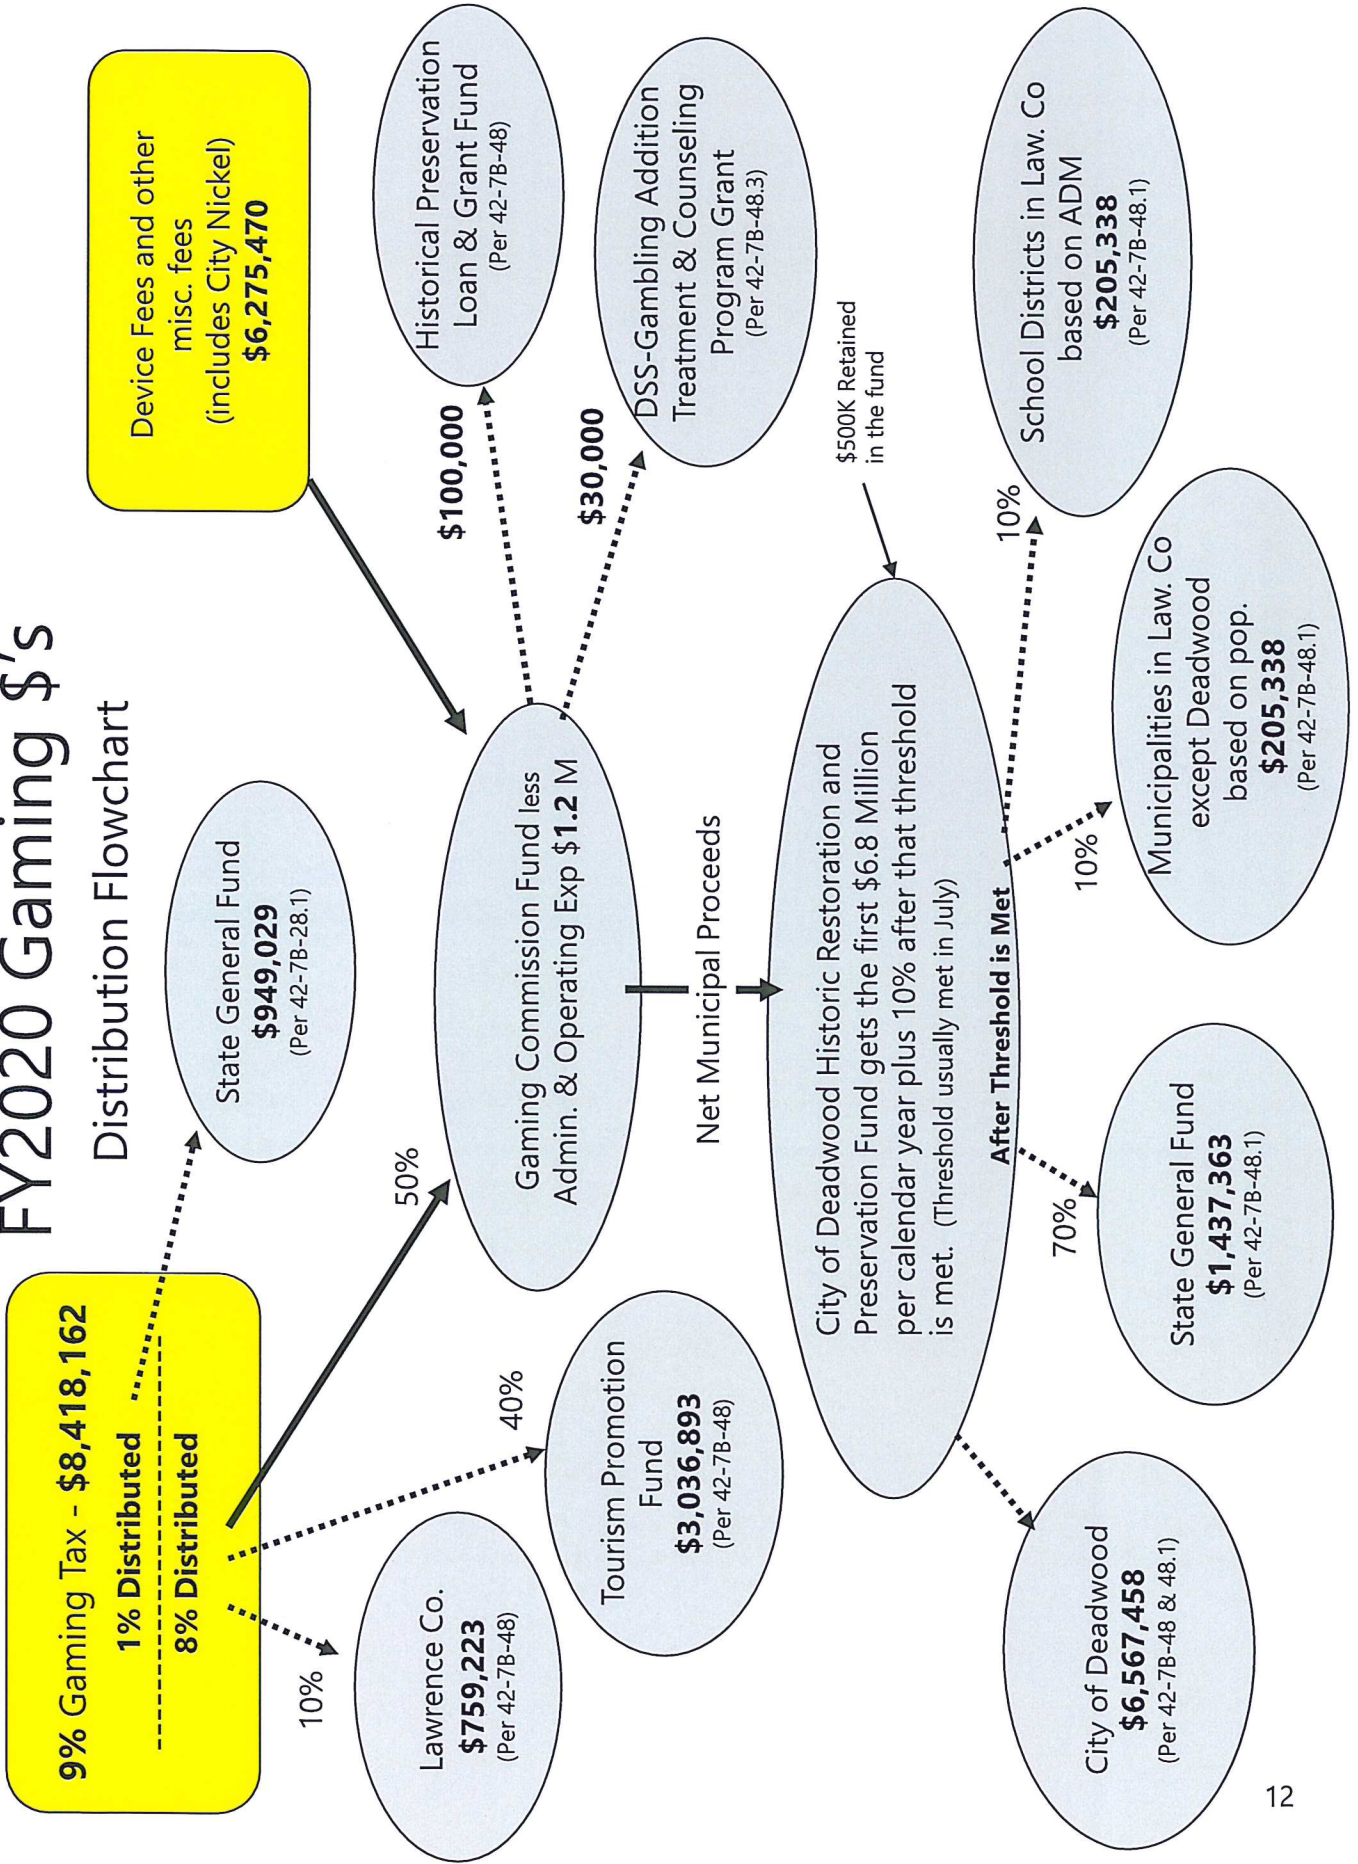 FY2020 Gaming $'s
Distribution Flowchart
9% Gaming Tax - $8,418,162
1% Distributed
8% Distributed
State General Fund
$949,029
(Per 42-7B-28.1)
Device Fees and other
misc. fees
(includes City Nickel)
$6,275,470
10%
40%
50%
Lawrence Co.
$759,223
(Per 42-7B-48)
Tourism Promotion
Fund
$3,036,893
(Per 42-7B-48)
Gaming Commission Fund less
Admin. & Operating Exp $1.2 M
$100,000
Historical Preservation
Loan & Grant Fund
(Per 42-7B-48)
$30,000
DSS-Gambling Addition
Treatment & Counseling
Program Grant
(Per 42-7B-48.3)
Net Municipal Proceeds
$500K Retained
in the fund
City of Deadwood Historic Restoration and
Preservation Fund gets the first $6.8 Million
per calendar year plus 10% after that threshold
is met. (Threshold usually met in July)
After Threshold is Met
70%
10%
10%
City of Deadwood
$6,567,458
(Per 42-7B-48 & 48.1)
State General Fund
$1,437,363
(Per 42-7B-48.1)
Municipalities in Law. Co
except Deadwood
based on pop.
$205,338
(Per 42-7B-48.1)
School Districts in Law. Co
based on ADM
$205,338
(Per 42-7B-48.1)
12